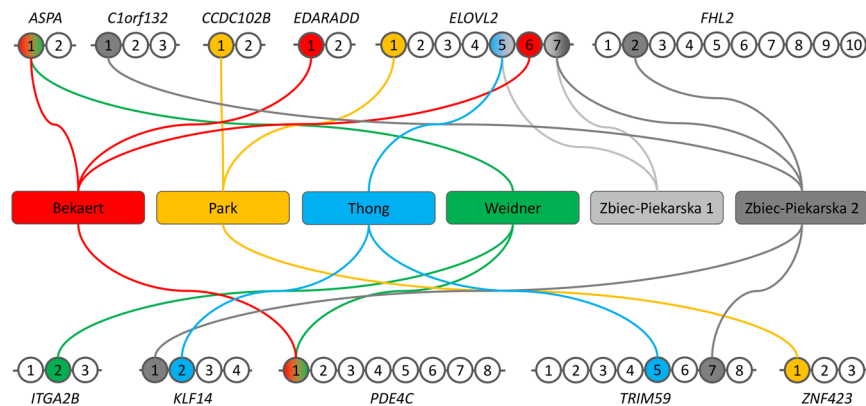 ASPA C1orf132 CCDC102B EDARADD ELOVL2 FHL2
1 2 1 2 3 1 2 1 2 1 2 3 4 5 6 7 1 2 3 4 5 6 7 8 9 10
Bekaert Park Thong Weidner Zbiec-Piekarska 1 Zbiec-Piekarska 2
1 2 3 1 2 3 4 1 2 3 4 5 6 7 8 1 2 3 4 5 6 7 8 1 2 3
ITGA2B KLF14 PDE4C TRIM59 ZNF423